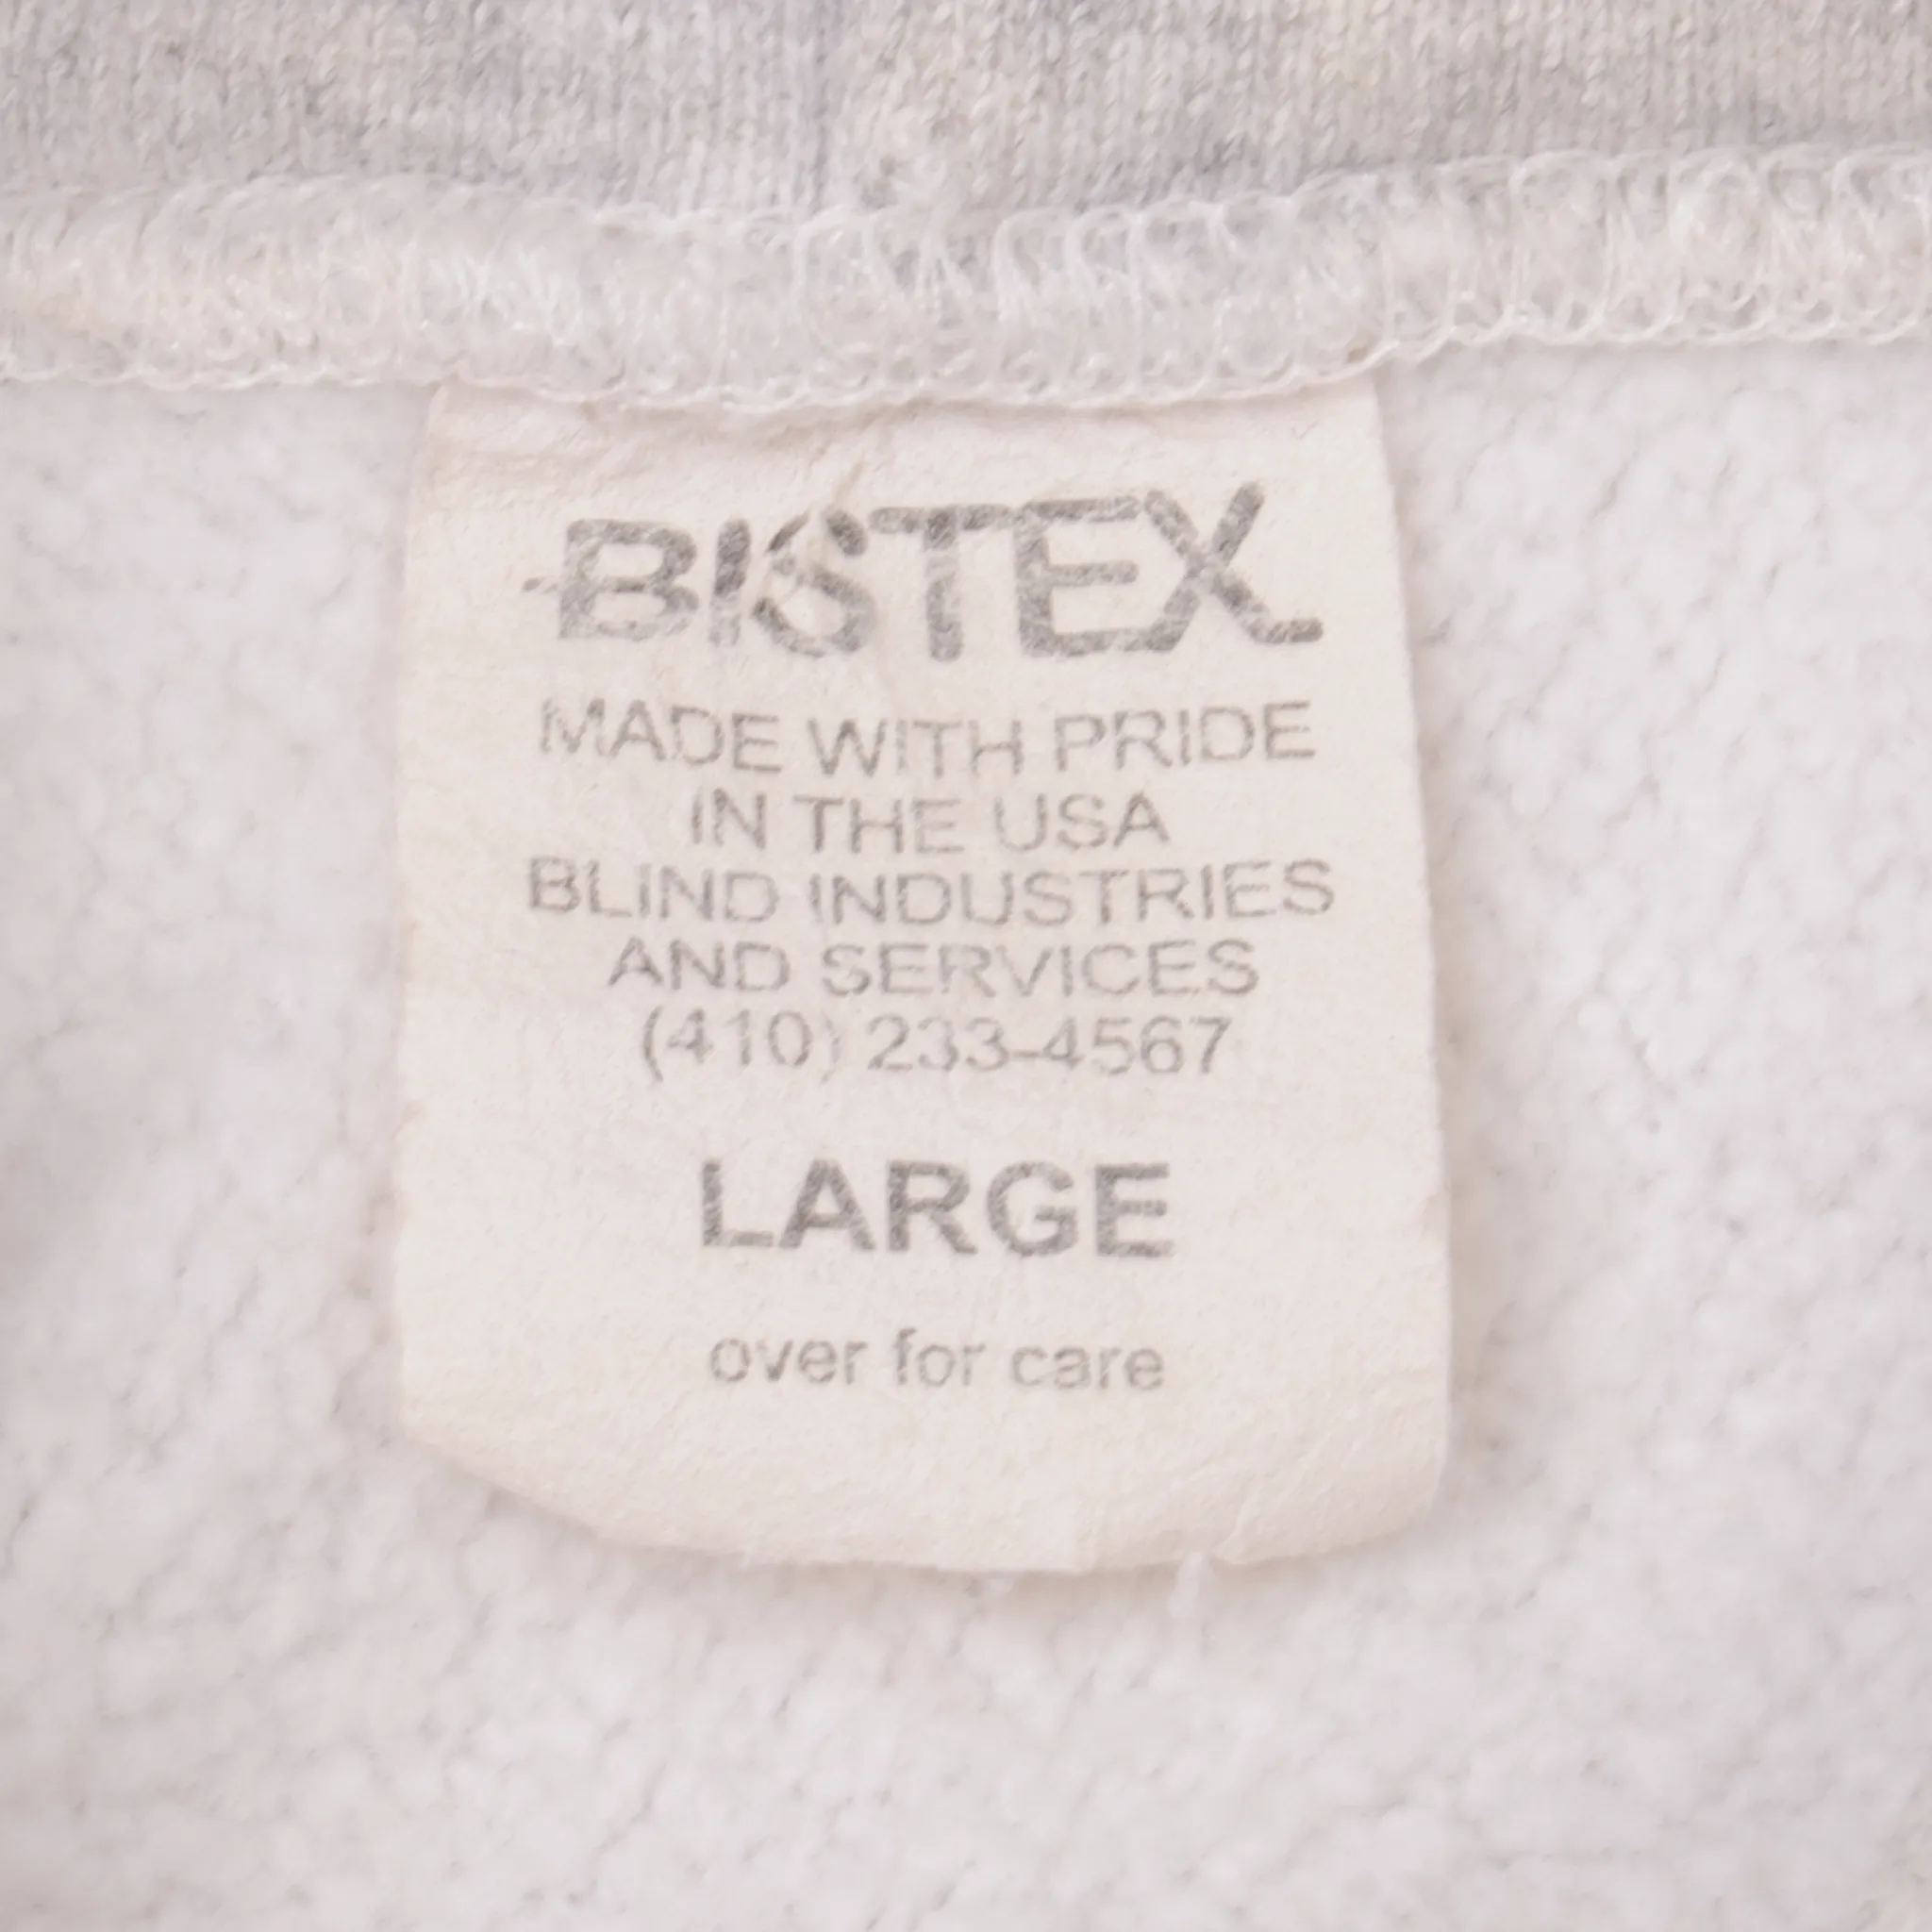 BISTEX
MADE WITH PRIDE
IN THE USA
BLIND INDUSTRIES
AND SERVICES
(410) 233-4567
LARGE
over for care